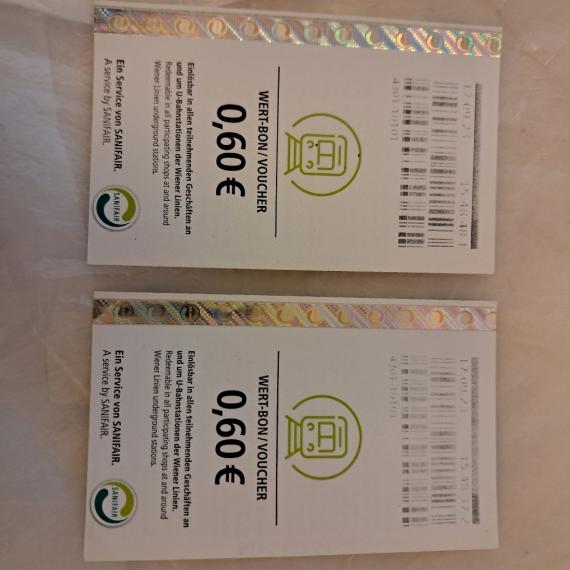 WERT-BON / VOUCHER
0,60 €
Einlösbar in allen teilnehmenden Geschäften an
und um U-Bahnstationen der Wiener Linien.
Redeemable in all participating shops at and around
Wiener Linien underground stations.
Ein Service von SANIFAIR.
A service by SANIFAIR.
SANIFAIR
WERT-BON / VOUCHER
0,60 €
Einlösbar in allen teilnehmenden Geschäften an
und um U-Bahnstationen der Wiener Linien.
Redeemable in all participating shops at and around
Wiener Linien underground stations.
Ein Service von SANIFAIR.
A service by SANIFAIR.
SANIFAIR